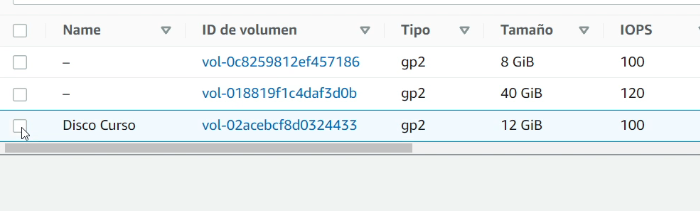 Name ID de volumen Tipo Tamaño IOPS
– vol-0c8259812ef457186 gp2 8 GiB 100
– vol-018819f1c4daf3d0b gp2 40 GiB 120
Disco Curso vol-02acebcf8d0324433 gp2 12 GiB 100